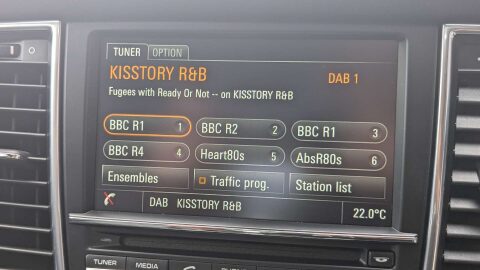 TUNER OPTION
KISSTORY R&B DAB 1
Fugees with Ready Or Not -- on KISSTORY R&B
BBC R1 1 BBC R2 2 BBC R1 3
BBC R4 4 Heart80s 5 AbsR80s 6
Ensembles Traffic prog. Station list
DAB KISSTORY R&B 22.0°C
TUNER MEDIA